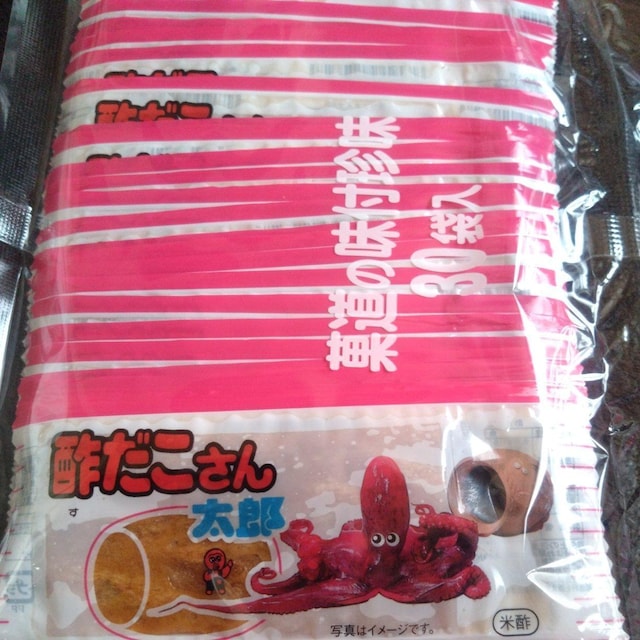 菓道の味付珍味
30袋入
酢だこさん
す
太郎
写真はイメージです。
米酢